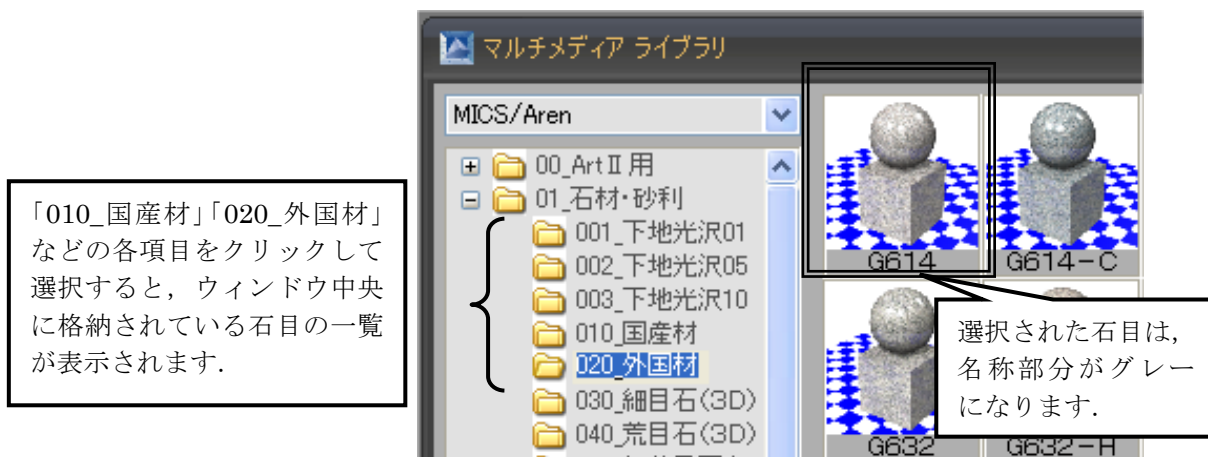 マルチメディア ライブラリ
MICS/Aren
00_ArtⅡ用
01_石材・砂利
001_下地光沢01
002_下地光沢05
003_下地光沢10
010_国産材
020_外国材
030_細目石(3D)
040_荒目石(3D)
G614
G614-C
G632
G632-H
「010_国産材」「020_外国材」
などの各項目をクリックして
選択すると，ウィンドウ中央
に格納されている石目の一覧
が表示されます．
選択された石目は，
名称部分がグレー
になります．